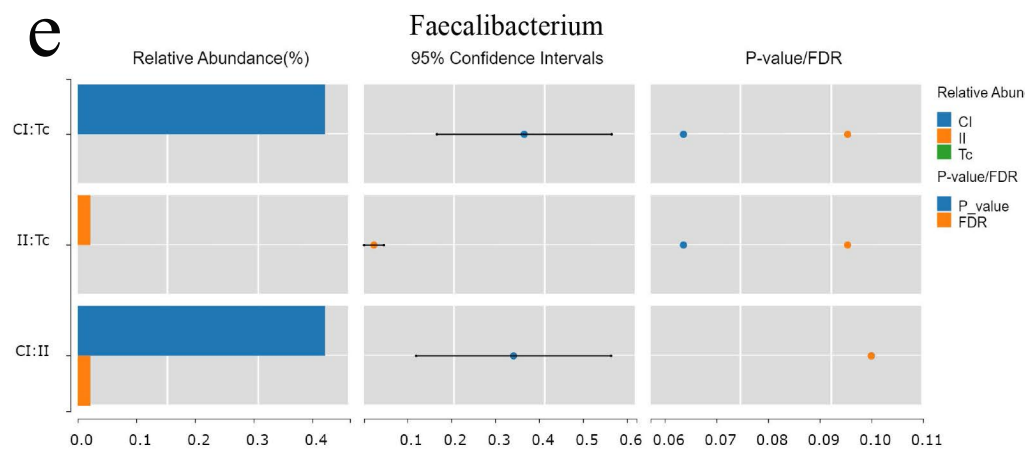 e
Faecalibacterium
Relative Abundance(%)
95% Confidence Intervals
P-value/FDR
CI:Tc
II:Tc
CI:II
0.0 0.1 0.2 0.3 0.4
0.1 0.2 0.3 0.4 0.5 0.6
0.06 0.07 0.08 0.09 0.10 0.11
Relative Abun
CI
II
Tc
P-value/FDR
P_value
FDR